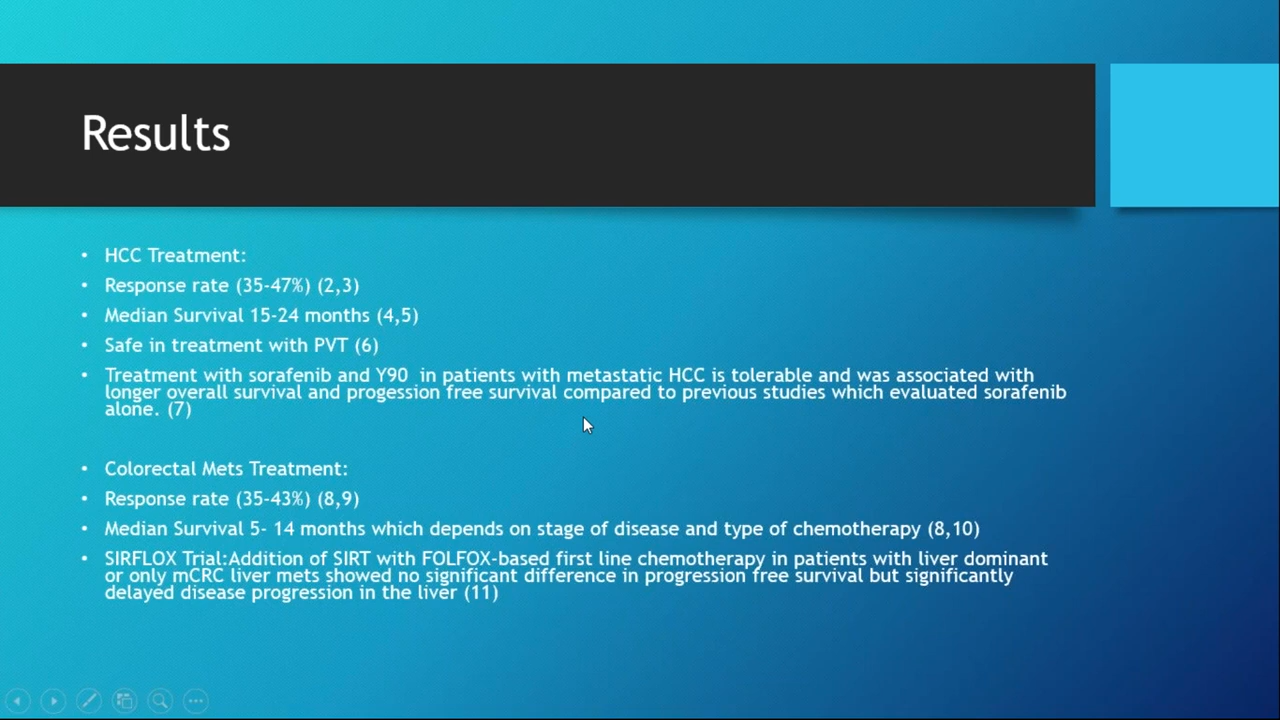 Results
• HCC Treatment:
• Response rate (35-47%) (2,3)
• Median Survival 15-24 months (4,5)
• Safe in treatment with PVT (6)
• Treatment with sorafenib and Y90  in patients with metastatic HCC is tolerable and was associated with
longer overall survival and progession free survival compared to previous studies which evaluated sorafenib
alone. (7)
• Colorectal Mets Treatment:
• Response rate (35-43%) (8,9)
• Median Survival 5- 14 months which depends on stage of disease and type of chemotherapy (8,10)
• SIRFLOX Trial:Addition of SIRT with FOLFOX-based first line chemotherapy in patients with liver dominant
or only mCRC liver mets showed no significant difference in progression free survival but significantly
delayed disease progression in the liver (11)